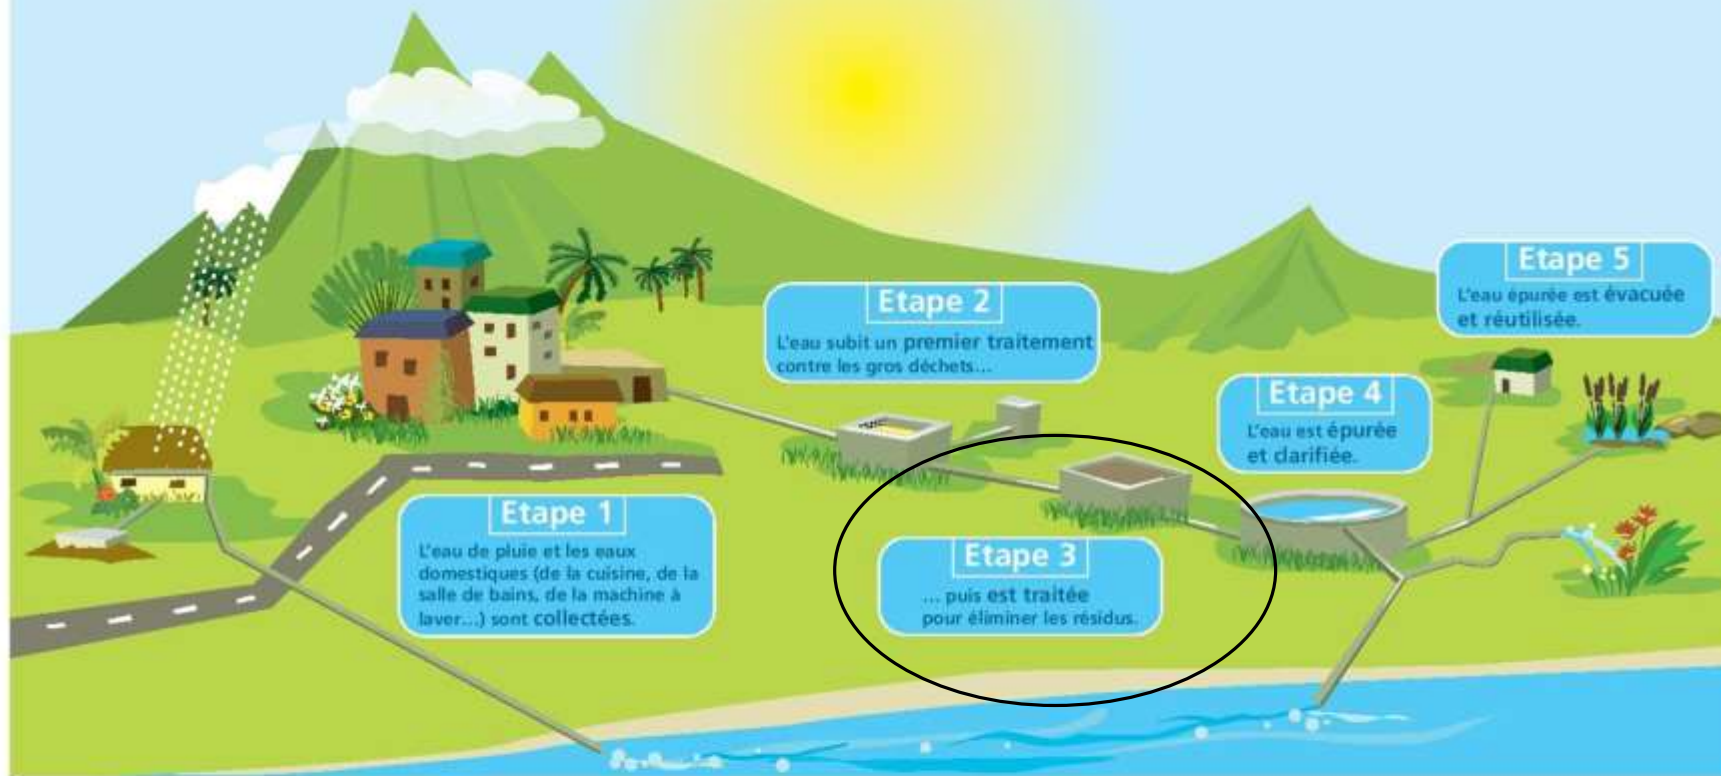 Etape 1
L'eau de pluie et les eaux
domestiques (de la cuisine, de la
salle de bains, de la machine à
laver...) sont collectées.
Etape 2
L'eau subit un premier traitement
contre les gros déchets...
Etape 3
... puis est traitée
pour éliminer les résidus.
Etape 4
L'eau est épurée
et clarifiée.
Etape 5
L'eau épurée est évacuée
et réutilisée.